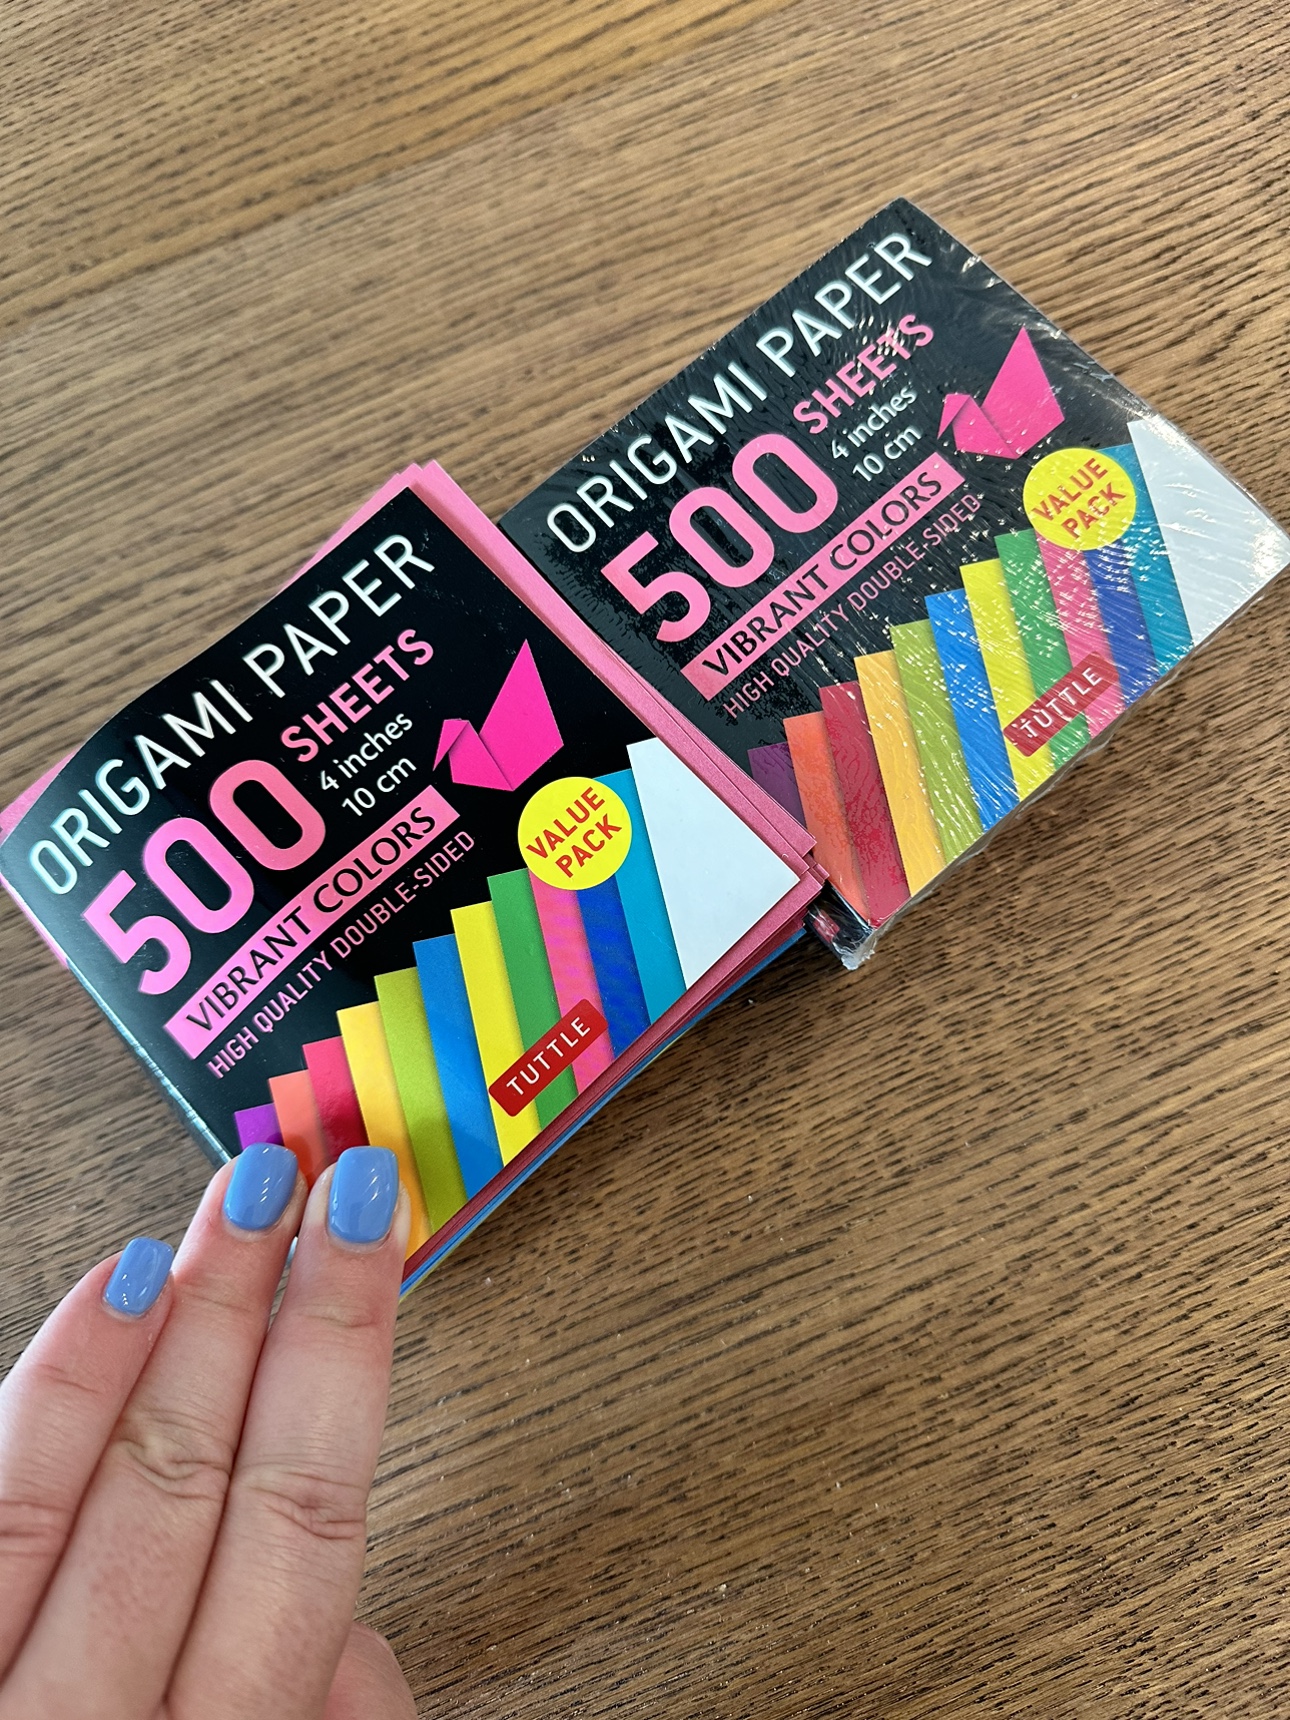 ORIGAMI PAPER
500 SHEETS
4 inches
10 cm
VIBRANT COLORS
HIGH QUALITY DOUBLE-SIDED
VALUE
PACK
TUTTLE
ORIGAMI PAPER
500 SHEETS
4 inches
10 cm
VIBRANT COLORS
HIGH QUALITY DOUBLE-SIDED
VALUE
PACK
TUTTLE